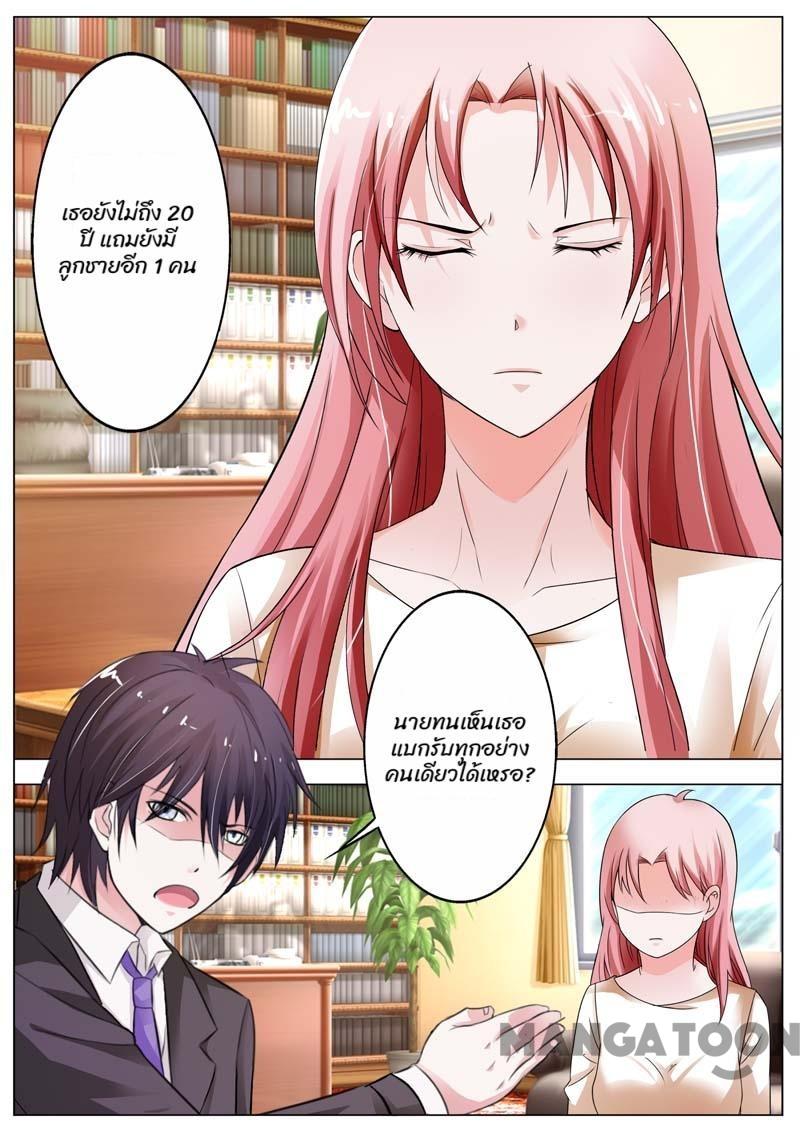 เธอยังไม่ถึง 20
ปี แถมยังมี
ลูกชายอีก 1 คน
นายทนเห็นเธอ
แบกรับทุกอย่าง
คนเดียวได้เหรอ?
MANGATOON